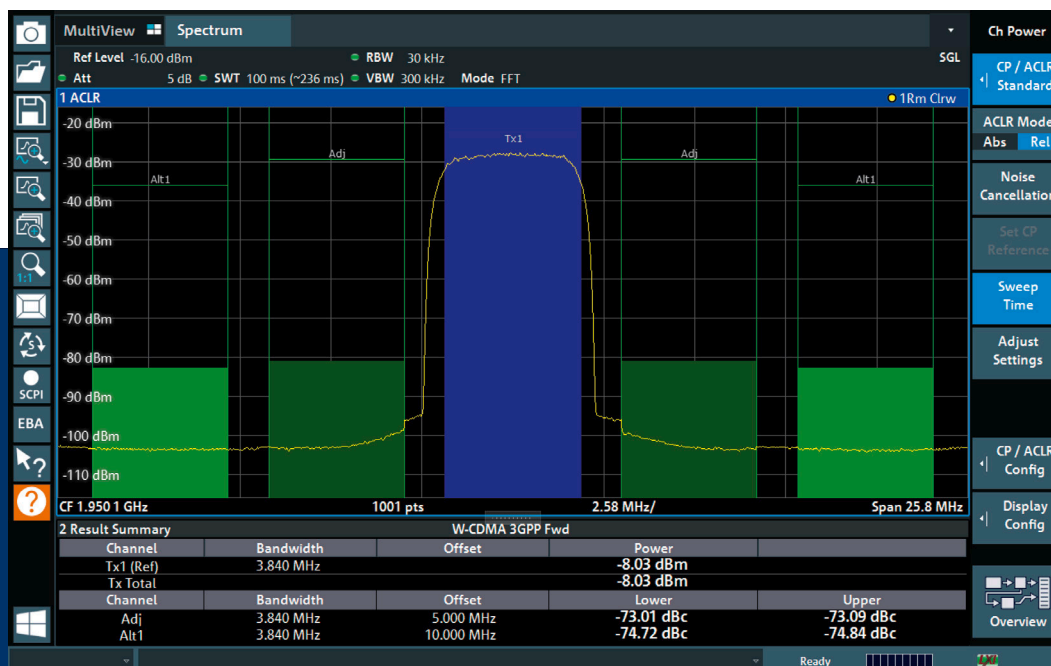 MultiView Spectrum Ch Power
Ref Level -16.00 dBm RBW 30 kHz SGL
Att 5 dB SWT 100 ms (~236 ms) VBW 300 kHz Mode FFT
CP / ACLR
Standard
1 ACLR 1Rm Clrw
ACLR Mode
Abs Rel
-20 dBm
Tx1
Adj Adj
-30 dBm
Alt1 Alt1
Noise
Cancellation
-40 dBm
Set CP
Reference
-50 dBm
1:1
-60 dBm
Sweep
Time
-70 dBm
S
Adjust
Settings
-80 dBm
SCPI
-90 dBm
EBA
-100 dBm
?
CP / ACLR
Config
-110 dBm
?
CF 1.950 1 GHz 1001 pts 2.58 MHz/ Span 25.8 MHz
Display
Config
2 Result Summary W-CDMA 3GPP Fwd
Channel Bandwidth Offset Power
Tx1 (Ref) 3.840 MHz -8.03 dBm
Tx Total -8.03 dBm
Channel Bandwidth Offset Lower Upper
Adj 3.840 MHz 5.000 MHz -73.01 dBc -73.09 dBc
Alt1 3.840 MHz 10.000 MHz -74.72 dBc -74.84 dBc
Overview
Ready